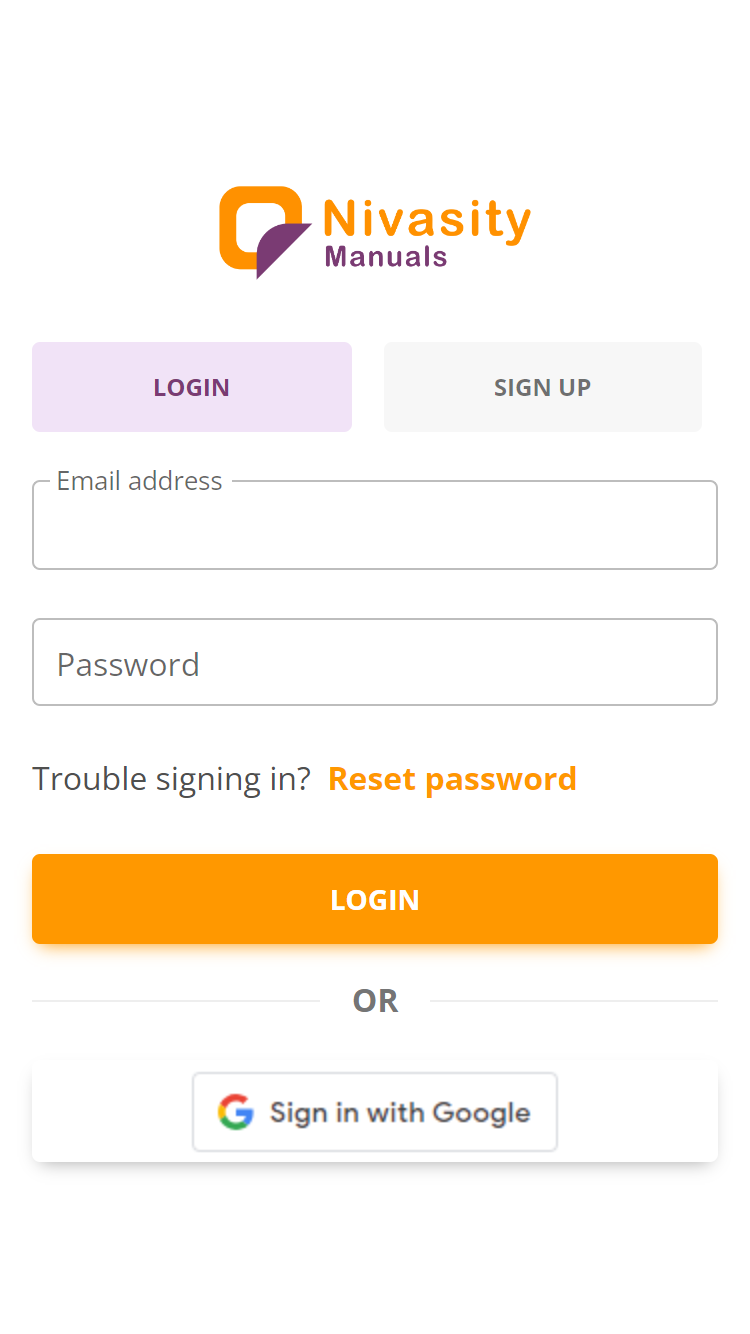 Nivasity
Manuals
LOGIN
SIGN UP
Email address
Password
Trouble signing in? Reset password
LOGIN
OR
Sign in with Google